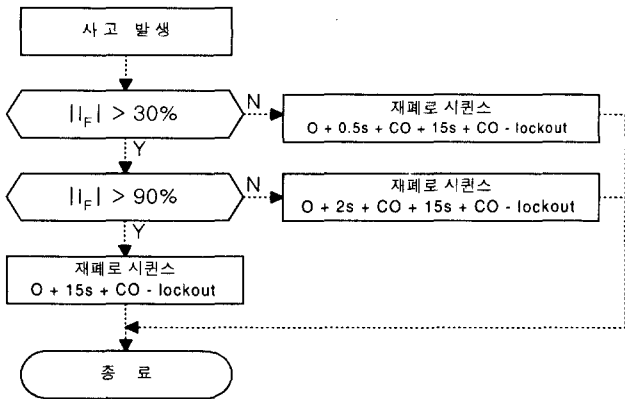 사고 발생
||F| > 30%
N
재폐로 시퀀스
O + 0.5s + CO + 15s + CO - lockout
Y
||F| > 90%
N
재폐로 시퀀스
O + 2s + CO + 15s + CO - lockout
Y
재폐로 시퀀스
O + 15s + CO - lockout
종 료